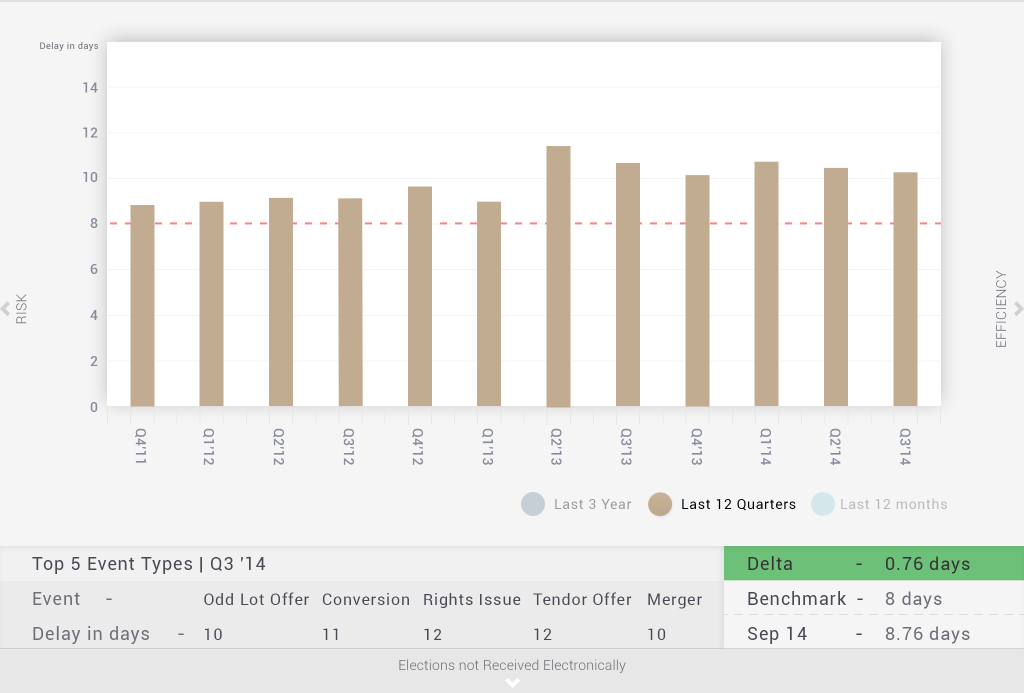 Delay in days
14
12
10
8
6
4
2
0
RISK
EFFICIENCY
Q4'11
Q1'12
Q2'12
Q3'12
Q4'12
Q1'13
Q2'13
Q3'13
Q4'13
Q1'14
Q2'14
Q3'14
Last 3 Year
Last 12 Quarters
Last 12 months
Top 5 Event Types | Q3 '14
Event - Odd Lot Offer Conversion Rights Issue Tendor Offer Merger
Delay in days - 10 11 12 12 10
Delta - 0.76 days
Benchmark - 8 days
Sep 14 - 8.76 days
Elections not Received Electronically